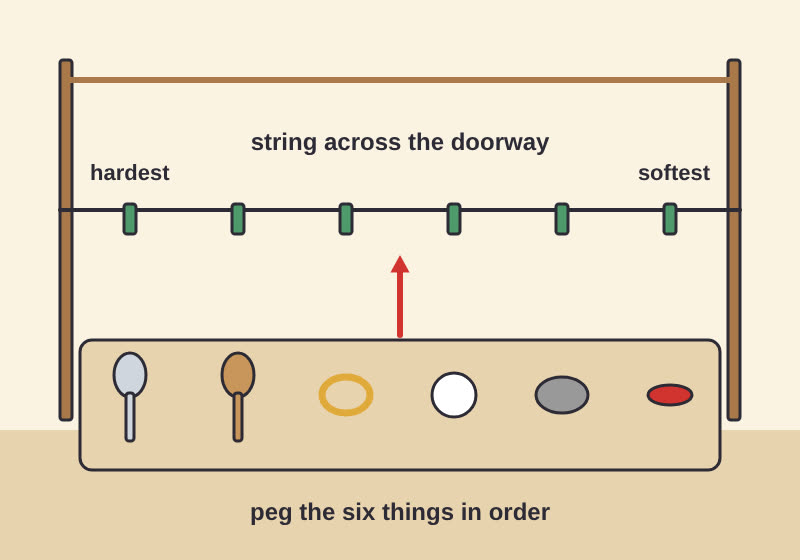 string across the doorway
hardest
softest
peg the six things in order